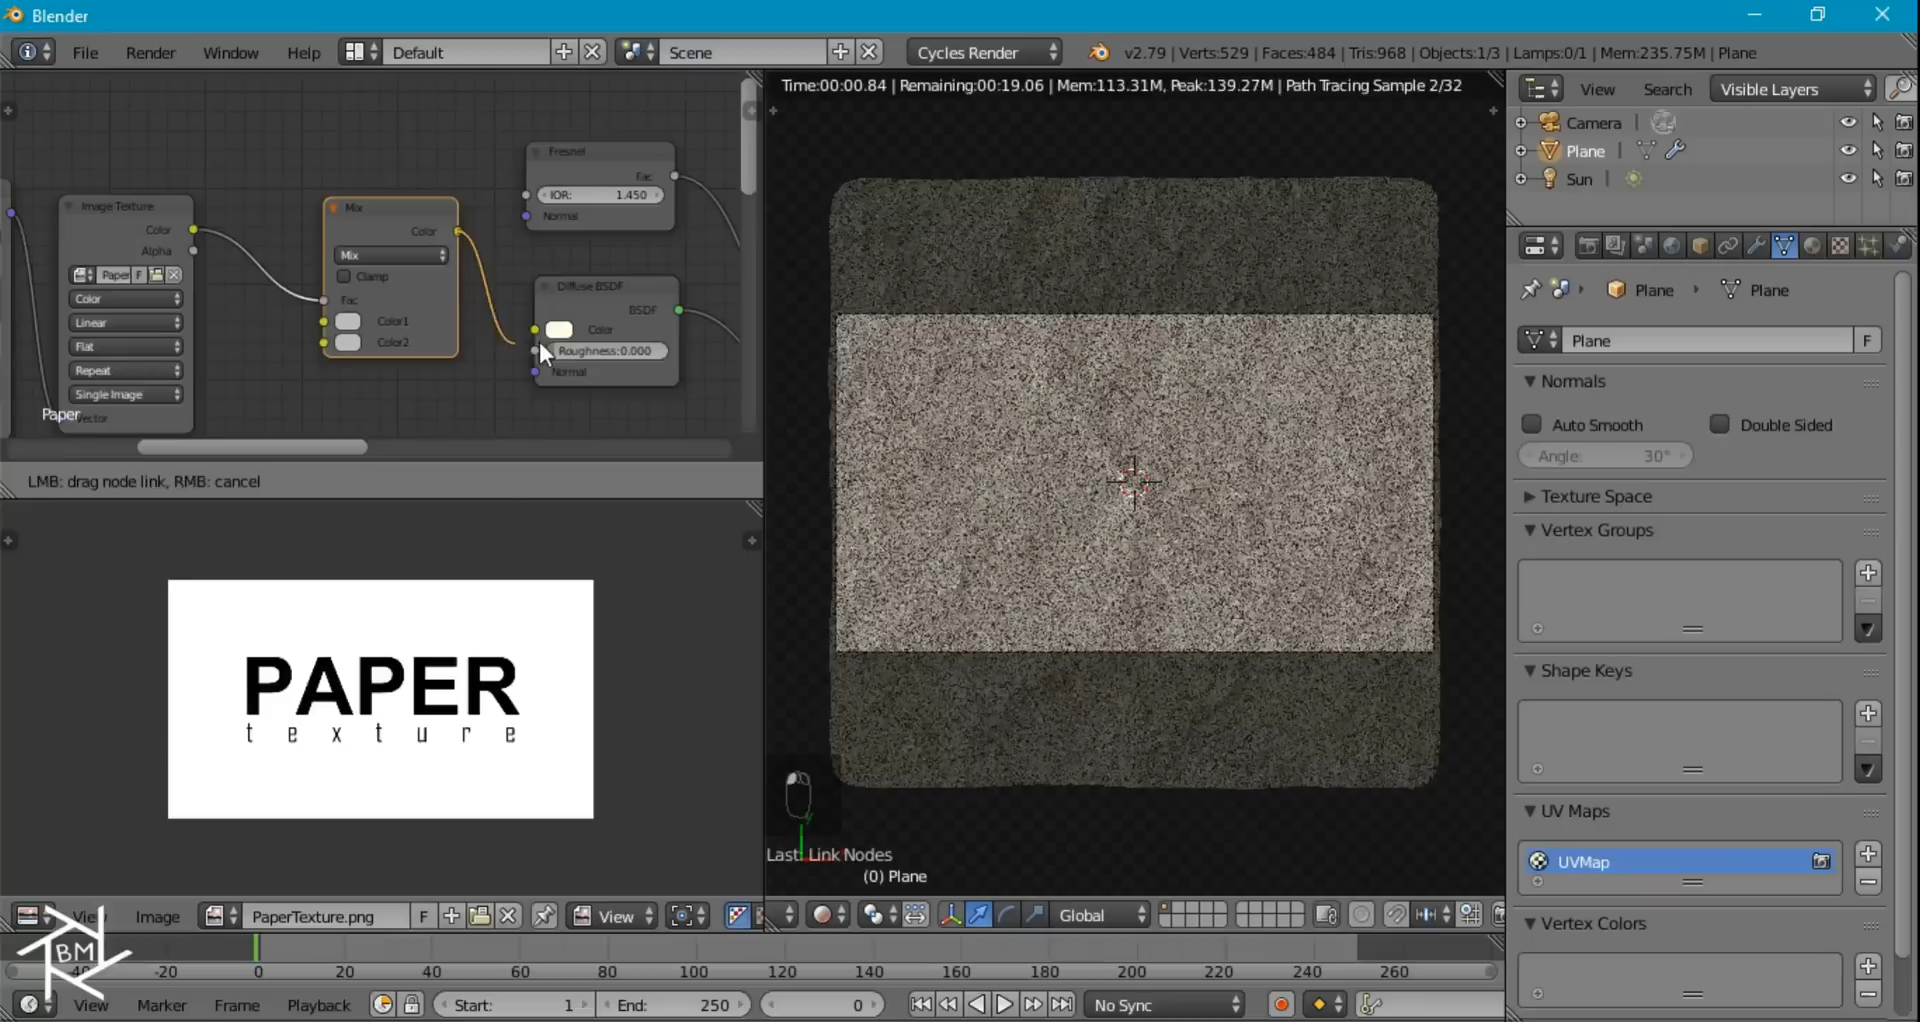 Blender
File Render Window Help Default Scene Cycles Render v2.79 | Verts:529 | Faces:484 | Tris:968 | Objects:1/3 | Lamps:0/1 | Mem:235.75M | Plane
Time:00:00.84 | Remaining:00:19.06 | Mem:113.31M, Peak:139.27M | Path Tracing Sample 2/32
View Search Visible Layers
Camera
Plane
Sun
Fresnel
Fac
IOR: 1.450
Normal
Image Texture
Color
Alpha
Paper F
Color
Linear
Flat
Repeat
Single Image
Vector
Paper
Mix
Color
Mix
Clamp
Fac
Color1
Color2
Diffuse BSDF
BSDF
Color
Roughness:0.000
Normal
LMB: drag node link, RMB: cancel
PAPER
texture
Last: Link Nodes
(0) Plane
Plane Plane
Plane F
Normals
Auto Smooth Double Sided
Angle: 30°
Texture Space
Vertex Groups
Shape Keys
UV Maps
UVMap
Vertex Colors
View Image PaperTexture.png F View Global
BM
-40 -20 0 20 40 60 80 100 120 140 160 180 200 220 240 260
View Marker Frame Playback Start: 1 End: 250 0 No Sync